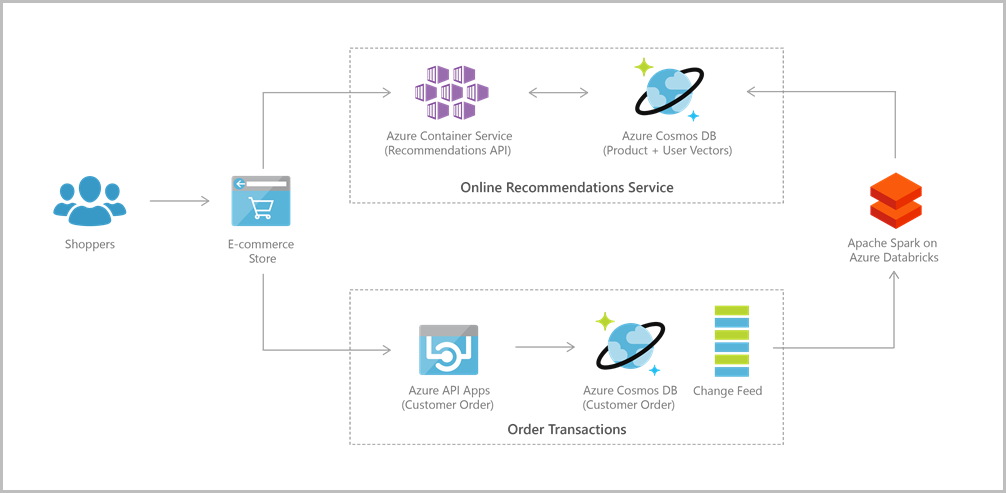 Azure Container Service
(Recommendations API)
Azure Cosmos DB
(Product + User Vectors)
Online Recommendations Service
Shoppers
E-commerce
Store
Apache Spark on
Azure Databricks
Azure API Apps
(Customer Order)
Azure Cosmos DB
(Customer Order)
Change Feed
Order Transactions